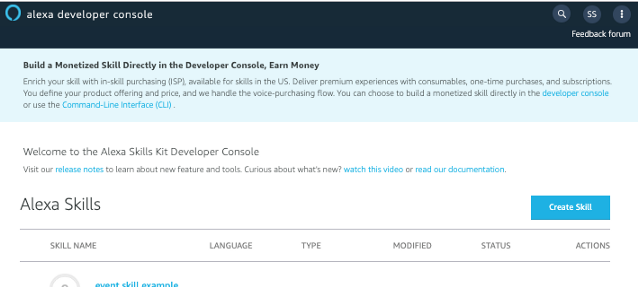 alexa developer console
SS
Feedback forum
Build a Monetized Skill Directly in the Developer Console, Earn Money
Enrich your skill with in-skill purchasing (ISP), available for skills in the US. Deliver premium experiences with consumables, one-time purchases, and subscriptions.
You define your product offering and price, and we handle the voice-purchasing flow. You can choose to build a monetized skill directly in the developer console
or use the Command-Line Interface (CLI) .
Welcome to the Alexa Skills Kit Developer Console
Visit our release notes to learn about new feature and tools. Curious about what's new? watch this video or read our documentation.
Alexa Skills
Create Skill
SKILL NAME LANGUAGE TYPE MODIFIED STATUS ACTIONS
event skill example